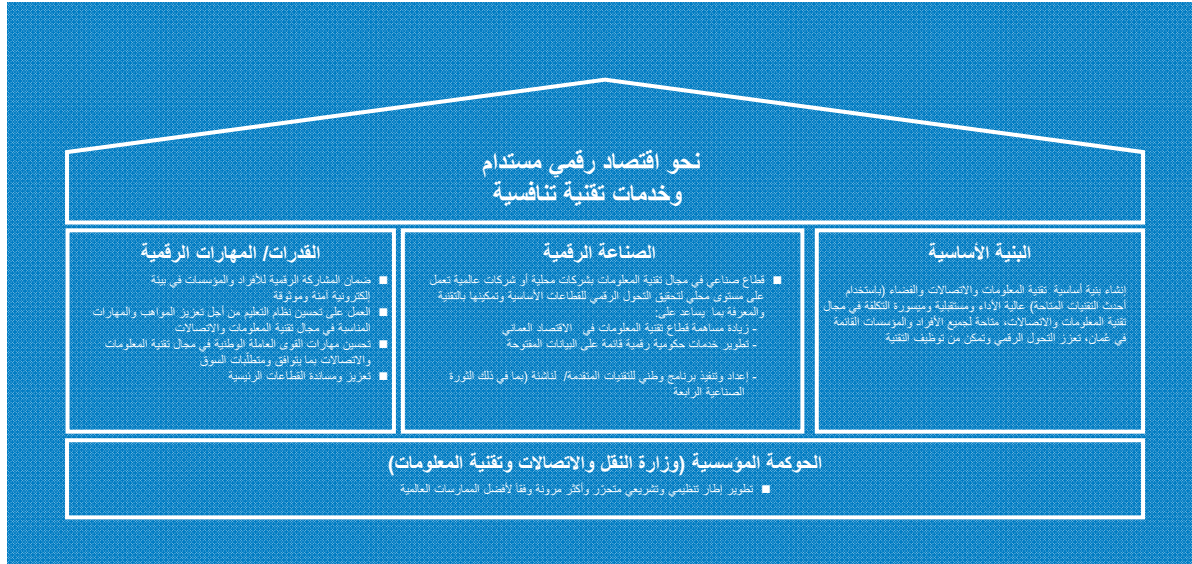 نحو اقتصاد رقمي مستدام
وخدمات تقنية تنافسية
البنية الأساسية
إنشاء بنية أساسية تقنية المعلومات والاتصالات والفضاء (باستخدام
أحدث التقنيات المتاحة) عالية الأداء ومستقبلية وميسورة التكلفة في مجال
تقنية المعلومات والاتصالات، متاحة لجميع الأفراد والمؤسسات القائمة
في عُمان، تعزز التحول الرقمي وتمكن من توظيف التقنية
الصناعة الرقمية
■ قطاع صناعي في مجال تقنية المعلومات بشركات محلية أو شركات عالمية تعمل
على مستوى محلي لتحقيق التحول الرقمي للقطاعات الأساسية وتمكينها بالتقنية
والمعرفة بما يساعد على:
- زيادة مساهمة قطاع تقنية المعلومات في الاقتصاد العماني
- تطوير خدمات حكومية رقمية قائمة على البيانات المفتوحة
- إعداد وتنفيذ برنامج وطني للتقنيات المتقدمة/ لناشئة (بما في ذلك الثورة
الصناعية الرابعة
القدرات/ المهارات الرقمية
■ ضمان المشاركة الرقمية للأفراد والمؤسسات في بيئة
إلكترونية آمنة وموثوقة
■ العمل على تحسين نظام التعليم من أجل تعزيز المواهب والمهارات
المناسبة في مجال تقنية المعلومات والاتصالات
■ تحسين مهارات القوى العاملة الوطنية في مجال تقنية المعلومات
والاتصالات بما يتوافق ومتطلّبات السوق
■ تعزيز ومساندة القطاعات الرئيسية
الحوكمة المؤسسية (وزارة النقل والاتصالات وتقنية المعلومات)
■ تطوير إطار تنظيمي وتشريعي متحرّر وأكثر مرونة وفقاً لأفضل الممارسات العالمية